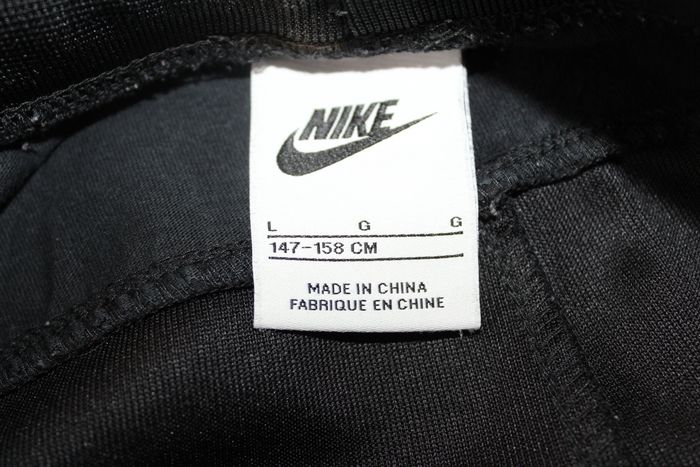 NIKE
L G G
147-158 CM
MADE IN CHINA
FABRIQUE EN CHINE